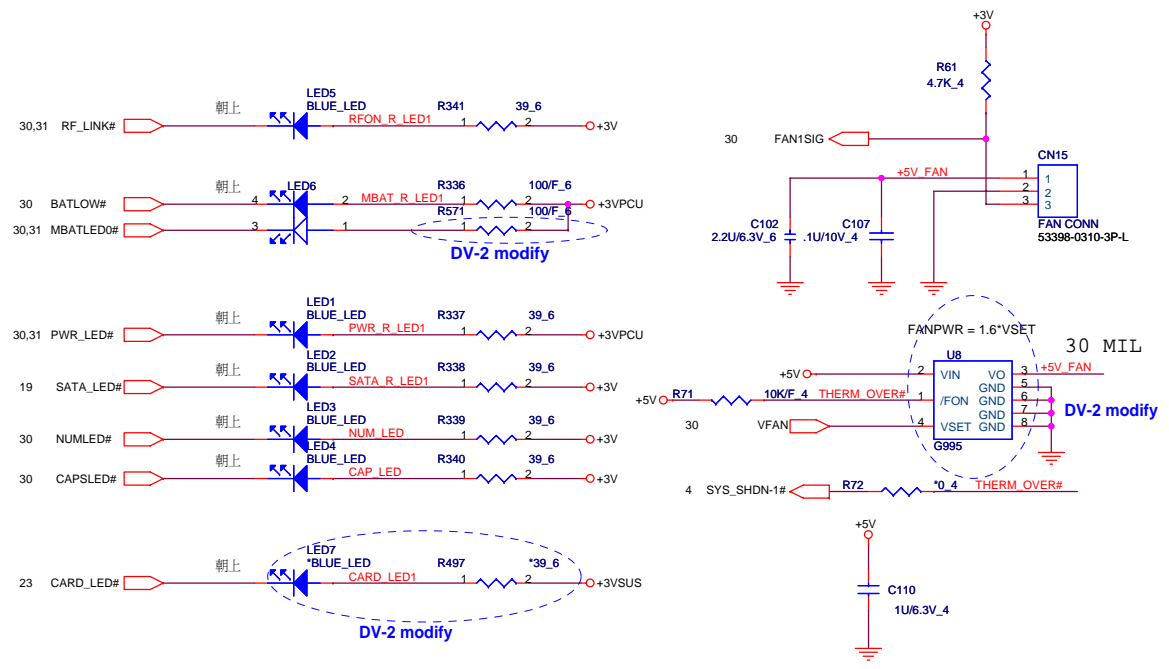 朝上
LED5
BLUE_LED
RFON_R_LED1
R341
39_6
30,31
RF_LINK#
1
2
+3V
LED6
30
BATLOW#
4
2
MBAT_R_LED1
R336
100/F_6
1
2
+3VPCU
30,31
MBATLED0#
3
1
R571
100/F_6
1
2
DV-2 modify
朝上
LED1
BLUE_LED
PWR_R_LED1
R337
39_6
30,31
PWR_LED#
1
2
+3VPCU
朝上
LED2
BLUE_LED
SATA_R_LED1
R338
39_6
19
SATA_LED#
1
2
+3V
朝上
LED3
BLUE_LED
NUM_LED
R339
39_6
30
NUMLED#
1
2
+3V
朝上
LED4
BLUE_LED
CAP_LED
R340
39_6
30
CAPSLED#
1
2
+3V
朝上
LED7
*BLUE_LED
CARD_LED1
R497
*39_6
23
CARD_LED#
1
2
+3VSUS
DV-2 modify
+3V
R61
4.7K_4
30
FAN1SIG
CN15
+5V_FAN
1
2
3
1
2
3
FAN CONN
53398-0310-3P-L
C102
2.2U/6.3V_6
C107
.1U/10V_4
FANPWR = 1.6*VSET
30 MIL
U8
+5V
2
VIN
VO
3
+5V_FAN
GND
5
+5V
R71
10K/F_4
THERM_OVER#
1
/FON
GND
6
GND
7
DV-2 modify
30
VFAN
4
VSET
GND
8
G995
4
SYS_SHDN-1#
R72
*0_4
THERM_OVER#
+5V
C110
1U/6.3V_4